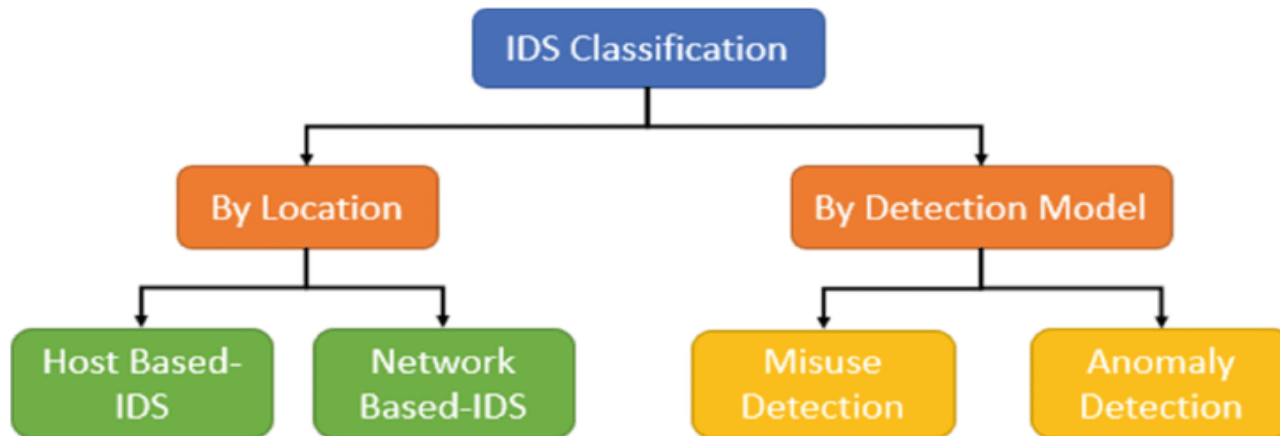 IDS Classification
By Location
By Detection Model
Host Based-
IDS
Network
Based-IDS
Misuse
Detection
Anomaly
Detection